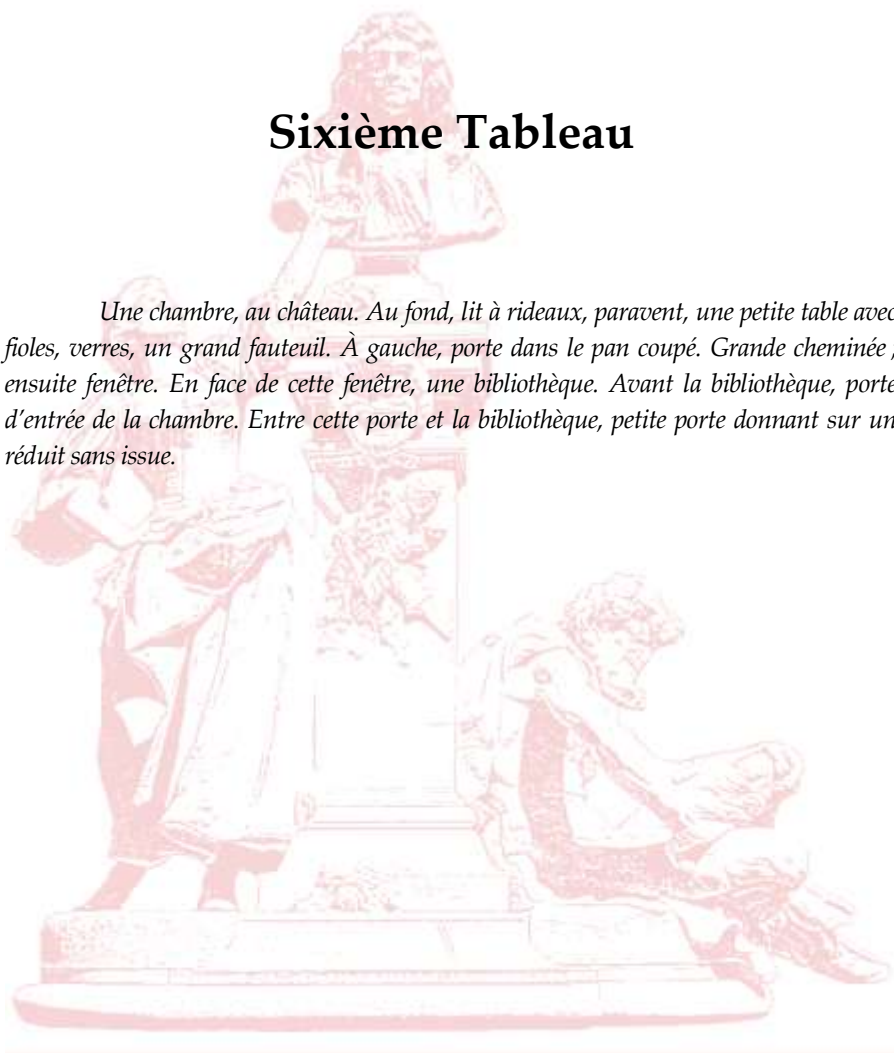 Sixième Tableau
Une chambre, au château. Au fond, lit à rideaux, paravent, une petite table avec
fioles, verres, un grand fauteuil. À gauche, porte dans le pan coupé. Grande cheminée ;
ensuite fenêtre. En face de cette fenêtre, une bibliothèque. Avant la bibliothèque, porte
d'entrée de la chambre. Entre cette porte et la bibliothèque, petite porte donnant sur un
réduit sans issue.